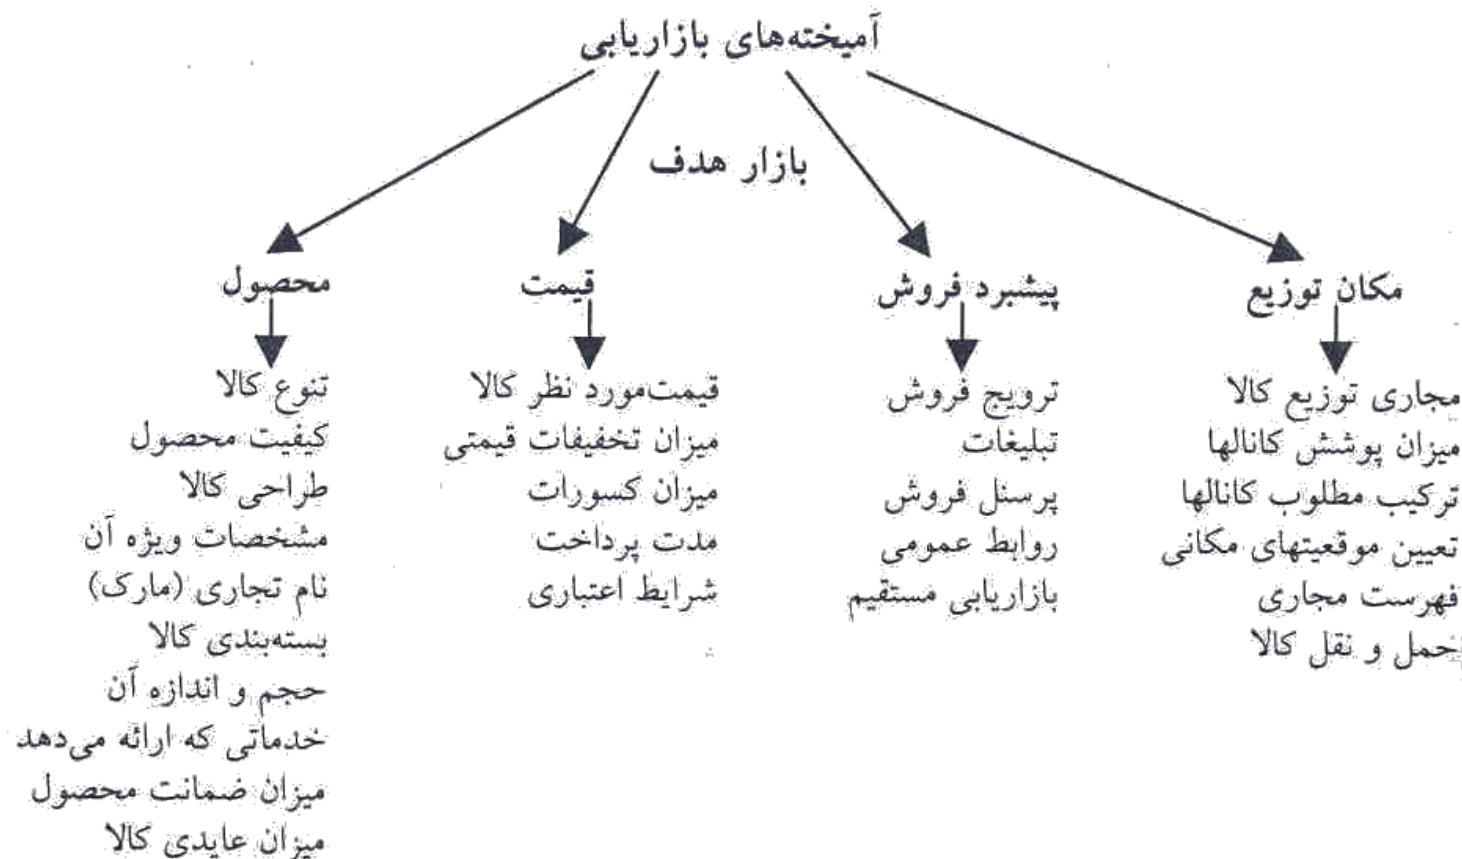 آمیخته‌های بازاریابی
بازار هدف
مکان توزیع
مجاری توزیع کالا
میزان پوشش کانالها
ترکیب مطلوب کانالها
تعیین موقعیتهای مکانی
فهرست مجاری
حمل و نقل کالا
پیشبرد فروش
ترویج فروش
تبلیغات
پرسنل فروش
روابط عمومی
بازاریابی مستقیم
قیمت
قیمت‌مورد نظر کالا
میزان تخفیفات قیمتی
میزان کسورات
مدت پرداخت
شرایط اعتباری
محصول
تنوع کالا
کیفیت محصول
طراحی کالا
مشخصات ویژه آن
نام تجاری (مارک)
بسته‌بندی کالا
حجم و اندازه آن
خدماتی که ارائه می‌دهد
میزان ضمانت محصول
میزان عایدی کالا